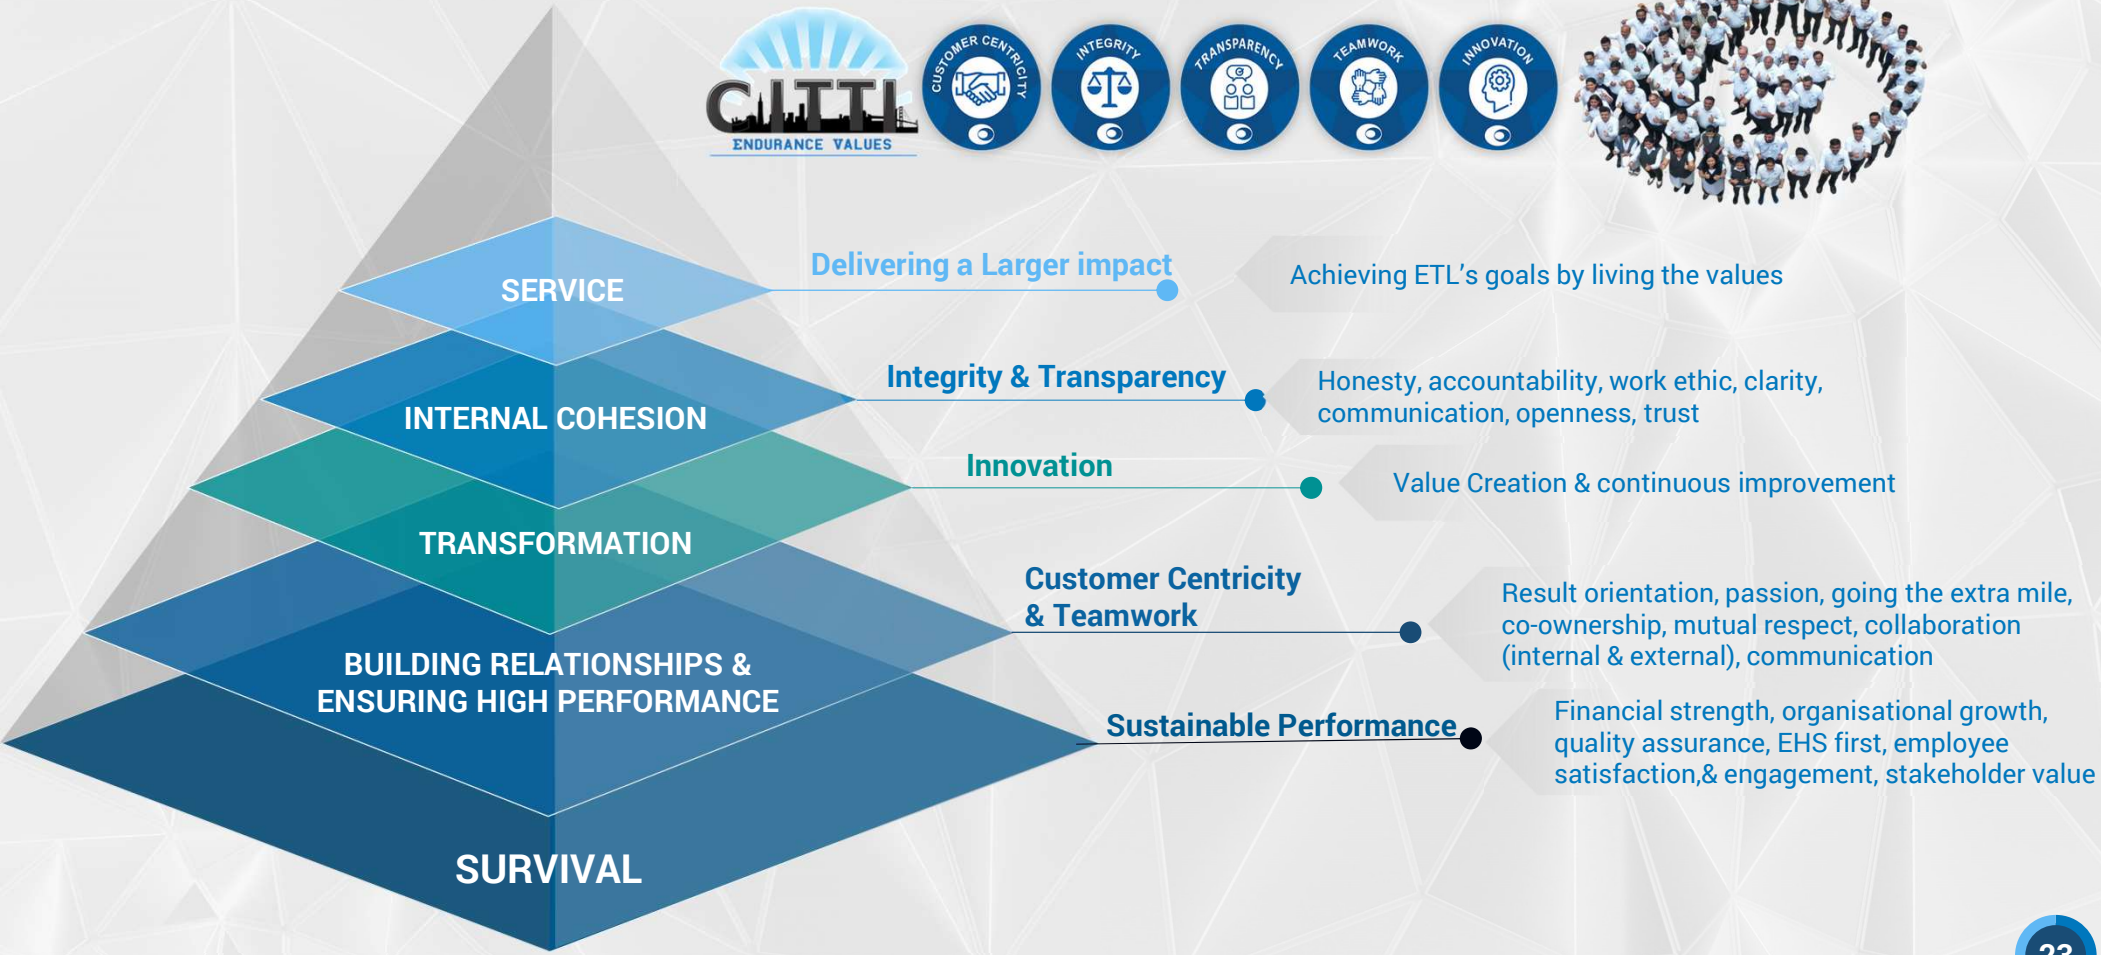 CITTI
ENDURANCE VALUES
CUSTOMER CENTRICITY
INTEGRITY
TRANSPARENCY
TEAMWORK
INNOVATION
SERVICE
Delivering a Larger impact
Achieving ETL’s goals by living the values
INTERNAL COHESION
Integrity & Transparency
Honesty, accountability, work ethic, clarity,
communication, openness, trust
TRANSFORMATION
Innovation
Value Creation & continuous improvement
BUILDING RELATIONSHIPS &
ENSURING HIGH PERFORMANCE
Customer Centricity
& Teamwork
Result orientation, passion, going the extra mile,
co-ownership, mutual respect, collaboration
(internal & external), communication
SURVIVAL
Sustainable Performance
Financial strength, organisational growth,
quality assurance, EHS first, employee
satisfaction,& engagement, stakeholder value
23